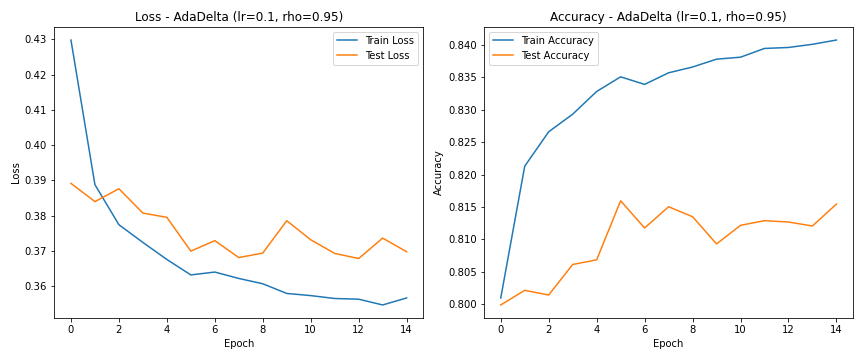 Loss - AdaDelta (lr=0.1, rho=0.95)
0.43
0.42
0.41
0.40
0.39
0.38
0.37
0.36
Loss
0 2 4 6 8 10 12 14
Epoch
Train Loss
Test Loss
Accuracy - AdaDelta (lr=0.1, rho=0.95)
0.840
0.835
0.830
0.825
0.820
0.815
0.810
0.805
0.800
Accuracy
0 2 4 6 8 10 12 14
Epoch
Train Accuracy
Test Accuracy